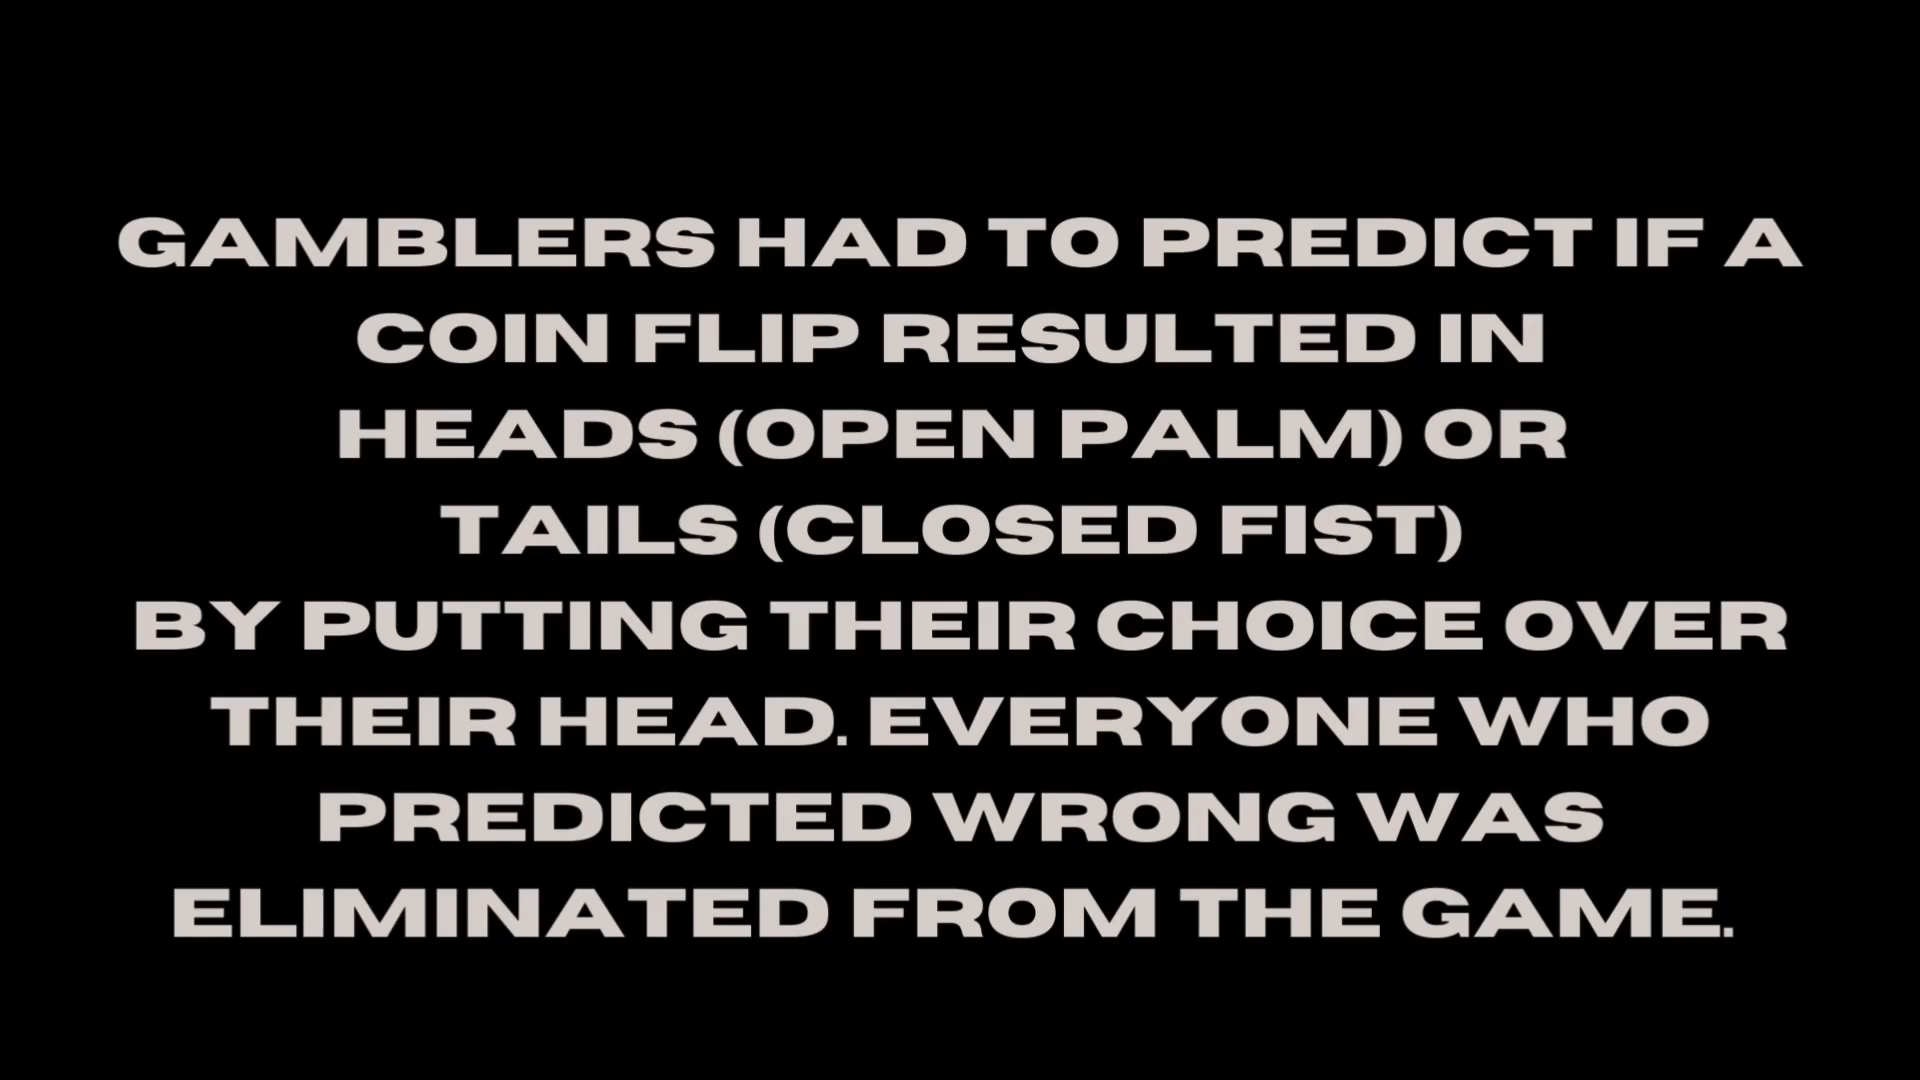 GAMBLERS HAD TO PREDICT IF A
COIN FLIP RESULTED IN
HEADS (OPEN PALM) OR
TAILS (CLOSED FIST)
BY PUTTING THEIR CHOICE OVER
THEIR HEAD. EVERYONE WHO
PREDICTED WRONG WAS
ELIMINATED FROM THE GAME.